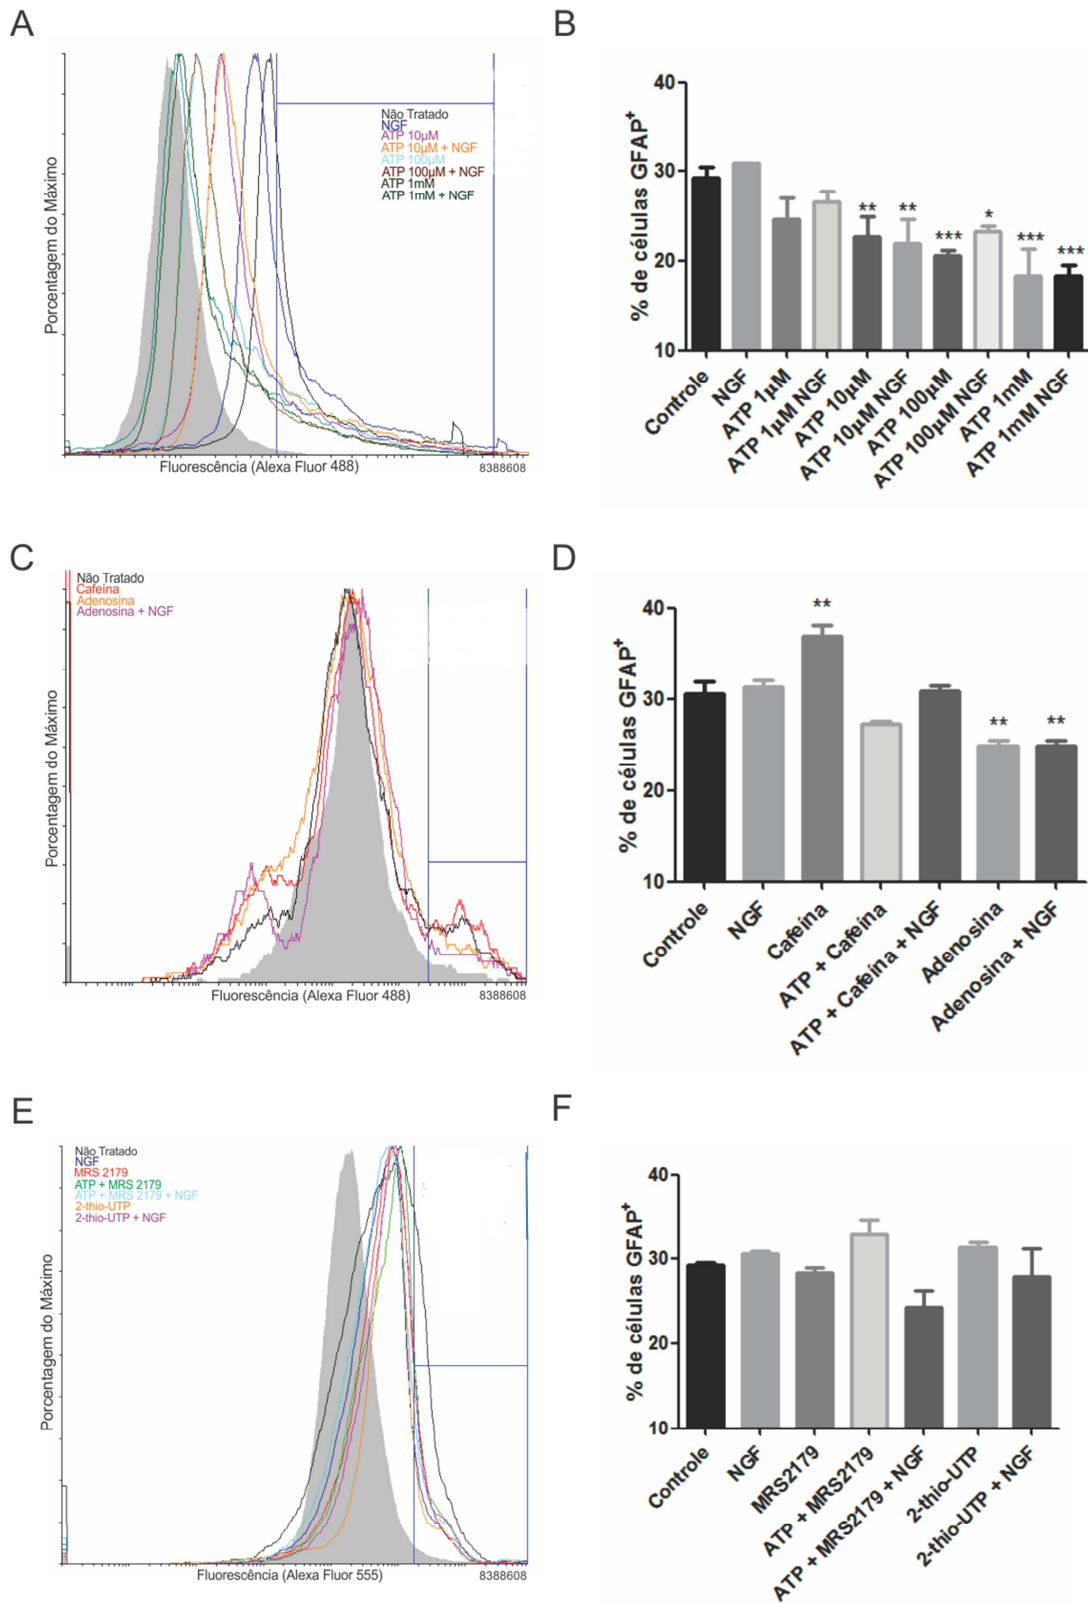 A
Não Tratado
NGF
ATP 10µM
ATP 10µM + NGF
ATP 100µM
ATP 100µM + NGF
ATP 1mM
ATP 1mM + NGF
Porcentagem do Máximo
Fluorescência (Alexa Fluor 488)
8388608
B
% de células GFAP+
40
30
20
10
**
**
***
*
***
***
Controle
NGF
ATP 1µM
ATP 1µM NGF
ATP 10µM
ATP 10µM NGF
ATP 100µM
ATP 100µM NGF
ATP 1mM
ATP 1mM NGF
C
Não Tratado
Cafeína
Adenosina
Adenosina + NGF
Porcentagem do Máximo
Fluorescência (Alexa Fluor 488)
8388608
D
% de células GFAP+
40
30
20
10
**
**
**
Controle
NGF
Cafeína
ATP + Cafeína
ATP + Cafeína + NGF
Adenosina
Adenosina + NGF
E
Não Tratado
NGF
MRS 2179
ATP + MRS 2179
ATP + MRS 2179 + NGF
2-thio-UTP
2-thio-UTP + NGF
Porcentagem do Máximo
Fluorescência (Alexa Fluor 555)
8388608
F
% de células GFAP+
40
30
20
10
Controle
NGF
MRS2179
ATP + MRS2179
ATP + MRS2179 + NGF
2-thio-UTP
2-thio-UTP + NGF